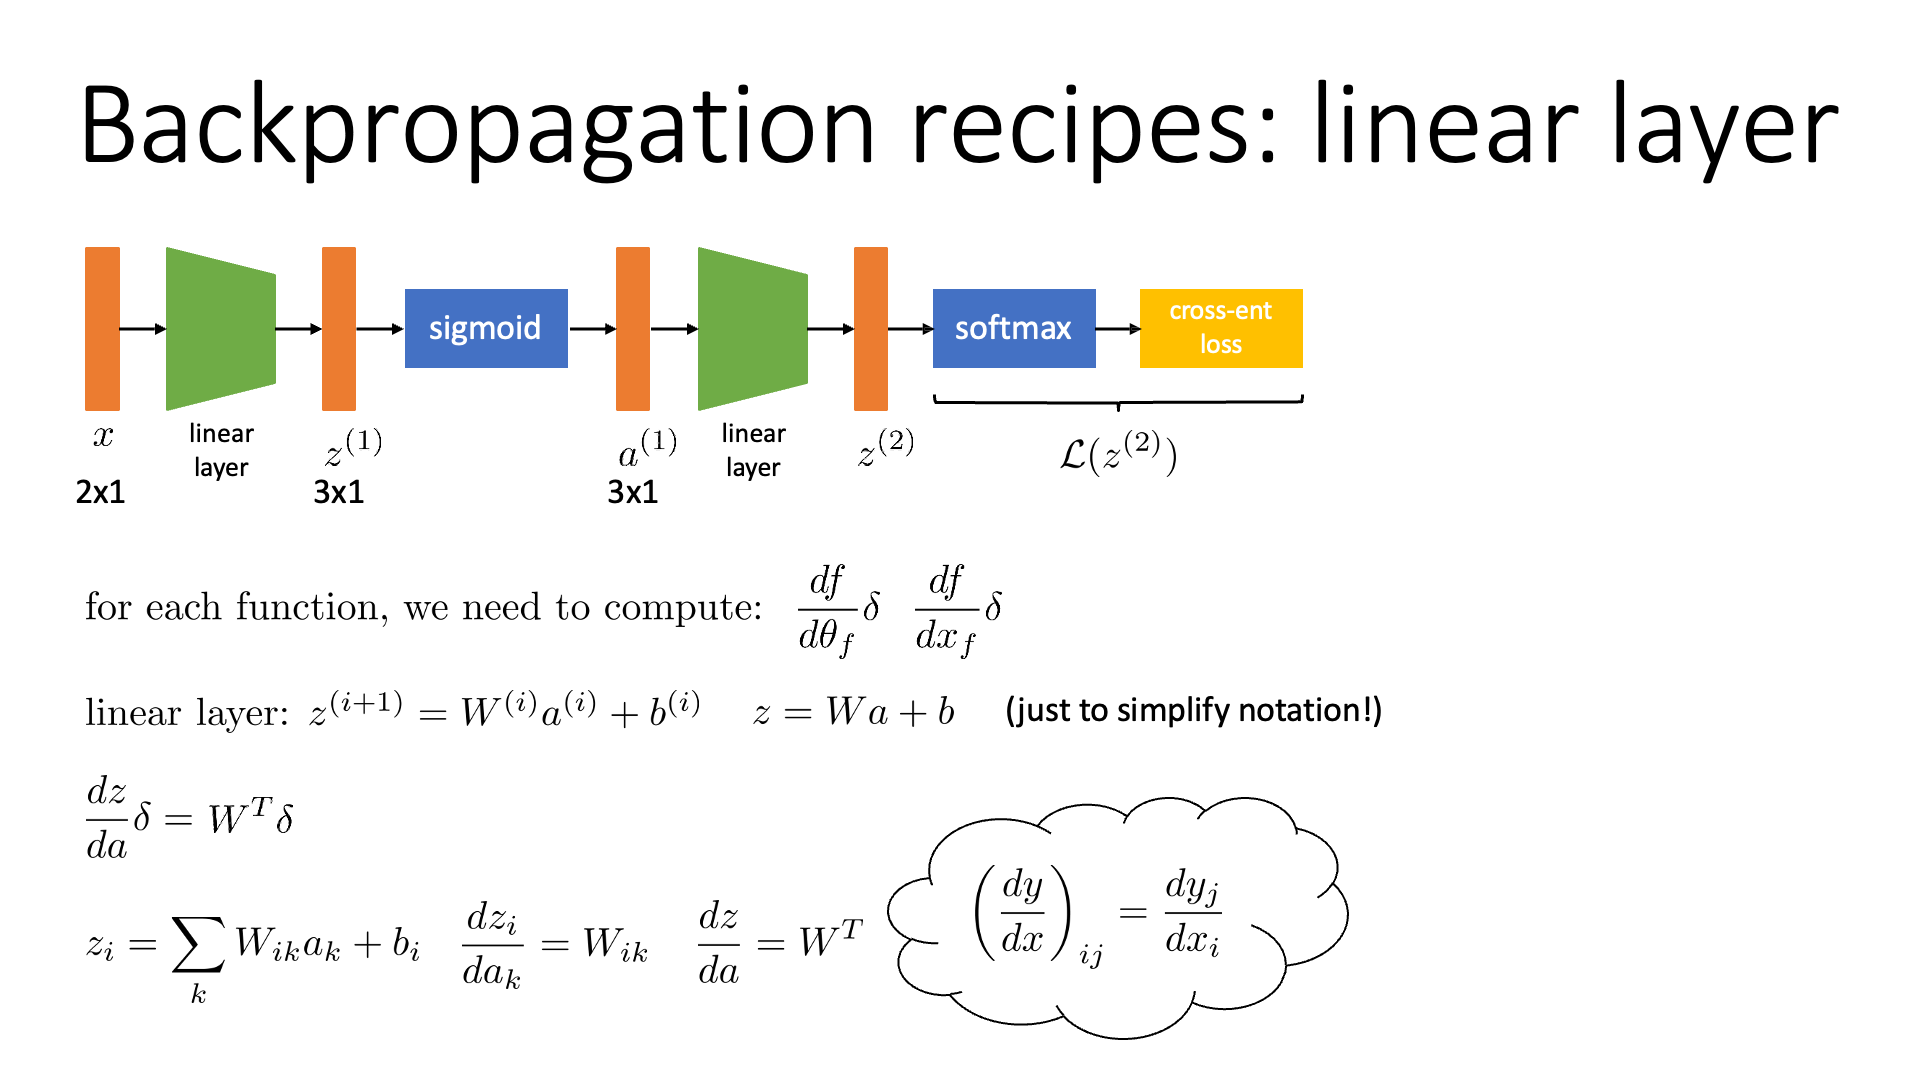 Backpropagation recipes: linear layer
sigmoid
softmax
cross-ent
loss
x
linear
layer
z^{(1)}
a^{(1)}
linear
layer
z^{(2)}
\mathcal{L}(z^{(2)})
2x1
3x1
3x1
for each function, we need to compute: \frac{df}{d\theta_f}\delta \frac{df}{dx_f}\delta
linear layer: z^{(i+1)} = W^{(i)}a^{(i)} + b^{(i)} z = Wa + b (just to simplify notation!)
\frac{dz}{da}\delta = W^T\delta
z_i = \sum_k W_{ik}a_k + b_i \frac{dz_i}{da_k} = W_{ik} \frac{dz}{da} = W^T
\left(\frac{dy}{dx}\right)_{ij} = \frac{dy_j}{dx_i}